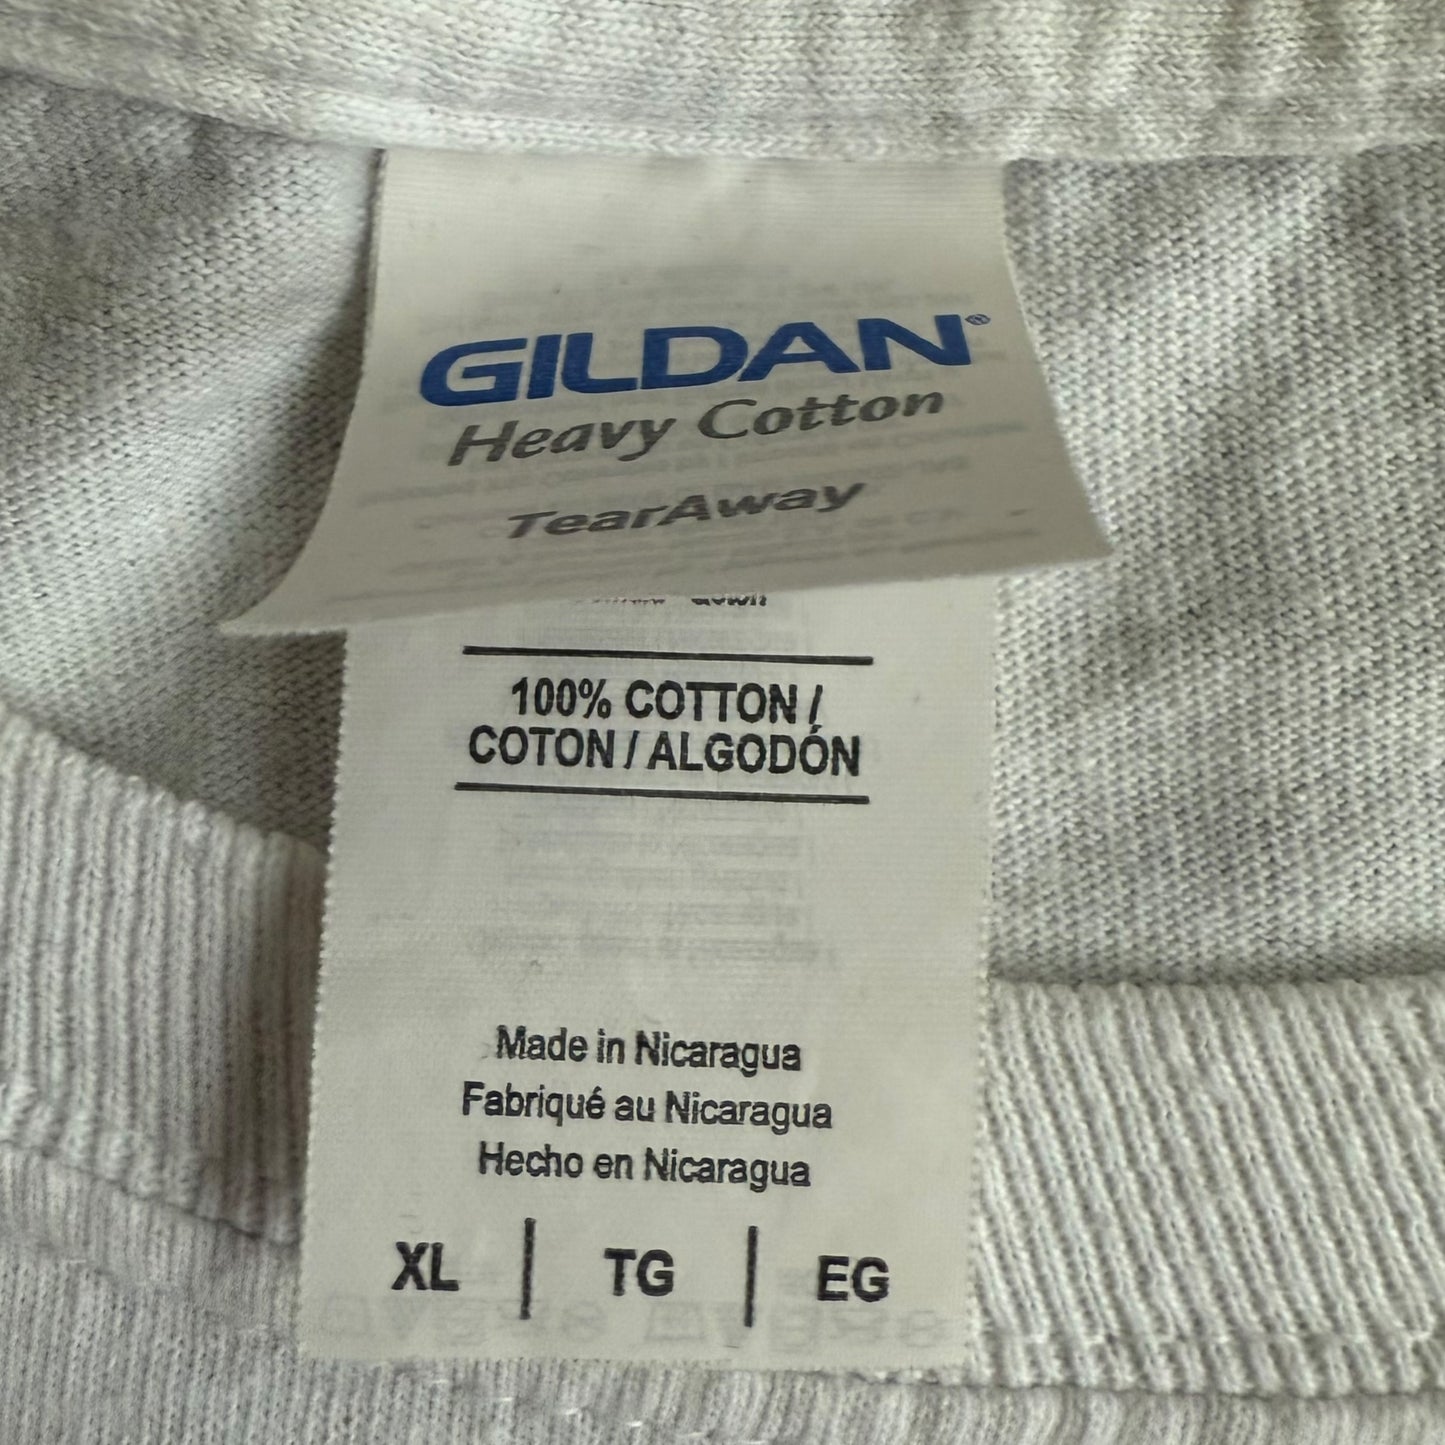 GILDAN®
Heavy Cotton
TearAway
down
100% COTTON /
COTON / ALGODÓN
Made in Nicaragua
Fabriqué au Nicaragua
Hecho en Nicaragua
XL | TG | EG